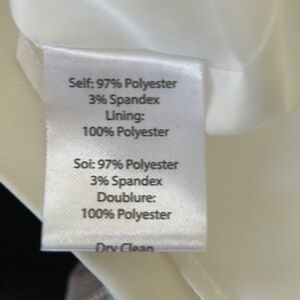 Self: 97% Polyester
3% Spandex
Lining:
100% Polyester
Soi: 97% Polyester
3% Spandex
Doublure:
100% Polyester
Dry Clean